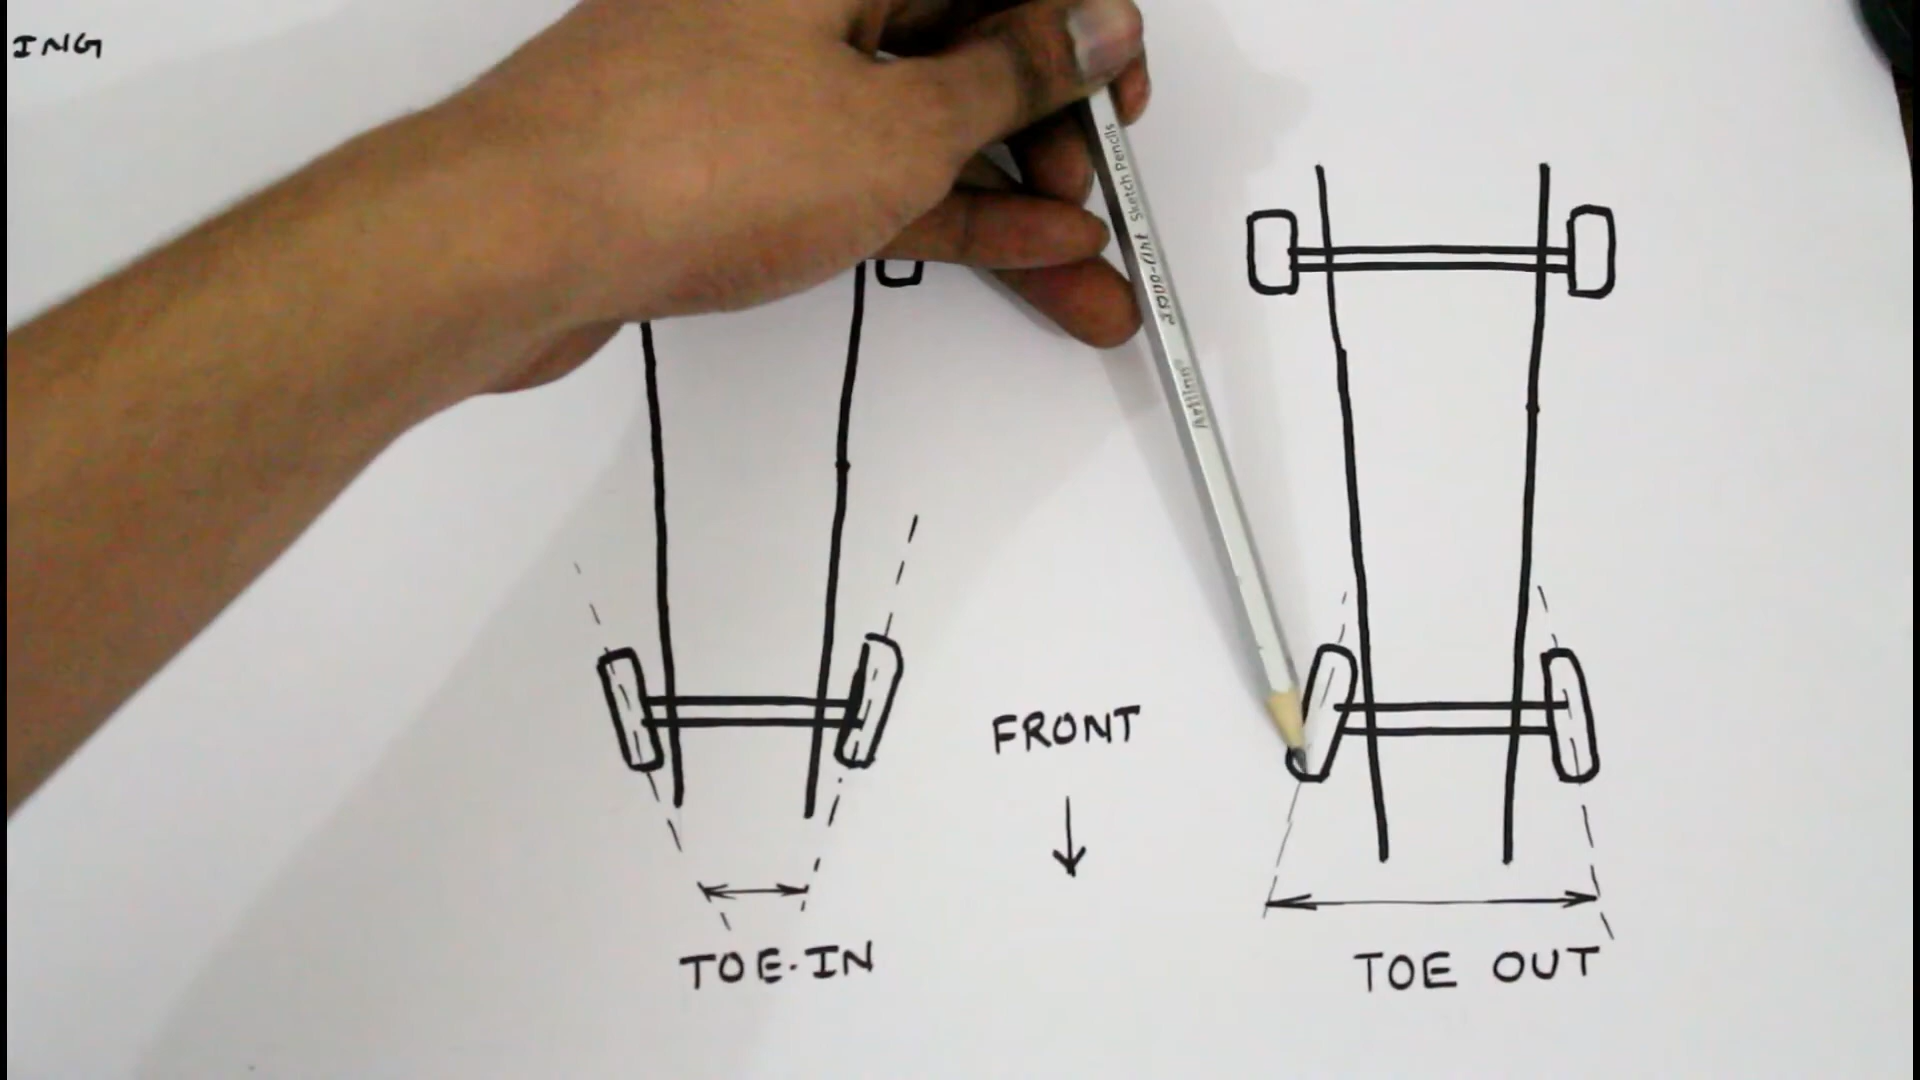 ING
Sketch Pencils
Artline
FRONT
TOE-IN
TOE OUT